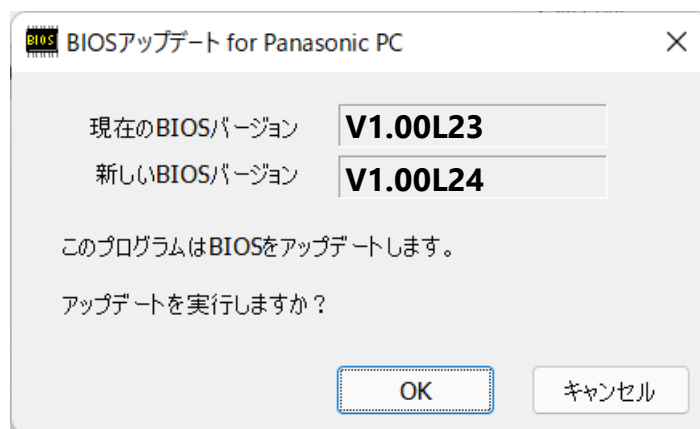 BIOS
BIOSアップデート for Panasonic PC
現在のBIOSバージョン V1.00L23
新しいBIOSバージョン V1.00L24
このプログラムはBIOSをアップデートします。
アップデートを実行しますか？
OK キャンセル